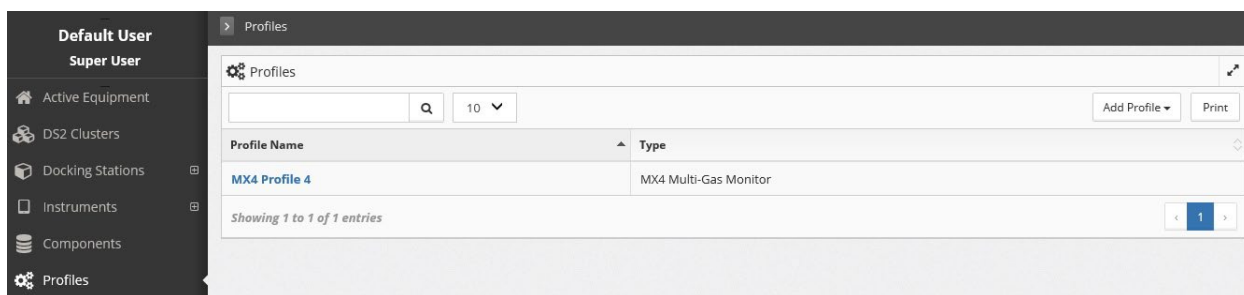 Default User
Super User
Active Equipment
DS2 Clusters
Docking Stations
Instruments
Components
Profiles
Profiles
Profiles
10
Add Profile
Print
Profile Name Type
MX4 Profile 4 MX4 Multi-Gas Monitor
Showing 1 to 1 of 1 entries
1